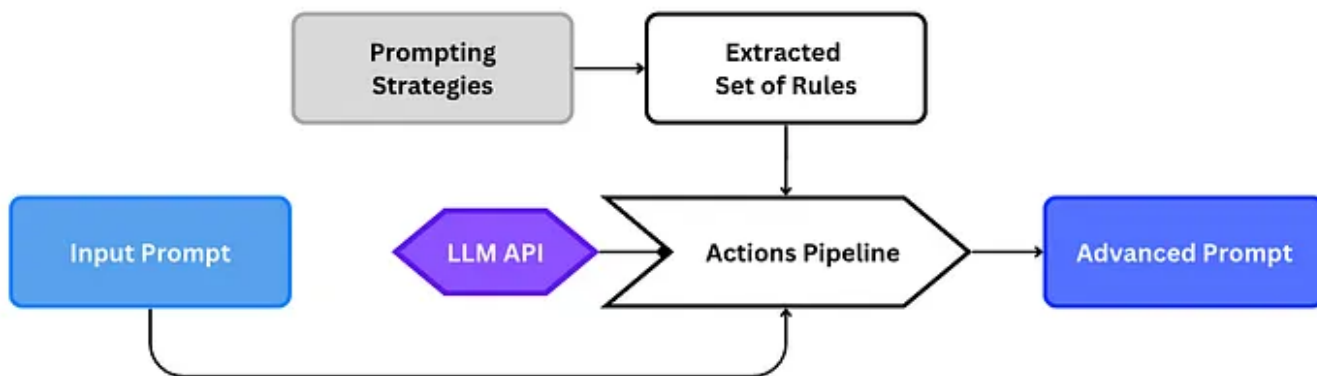 Prompting
Strategies
Extracted
Set of Rules
Input Prompt
LLM API
Actions Pipeline
Advanced Prompt